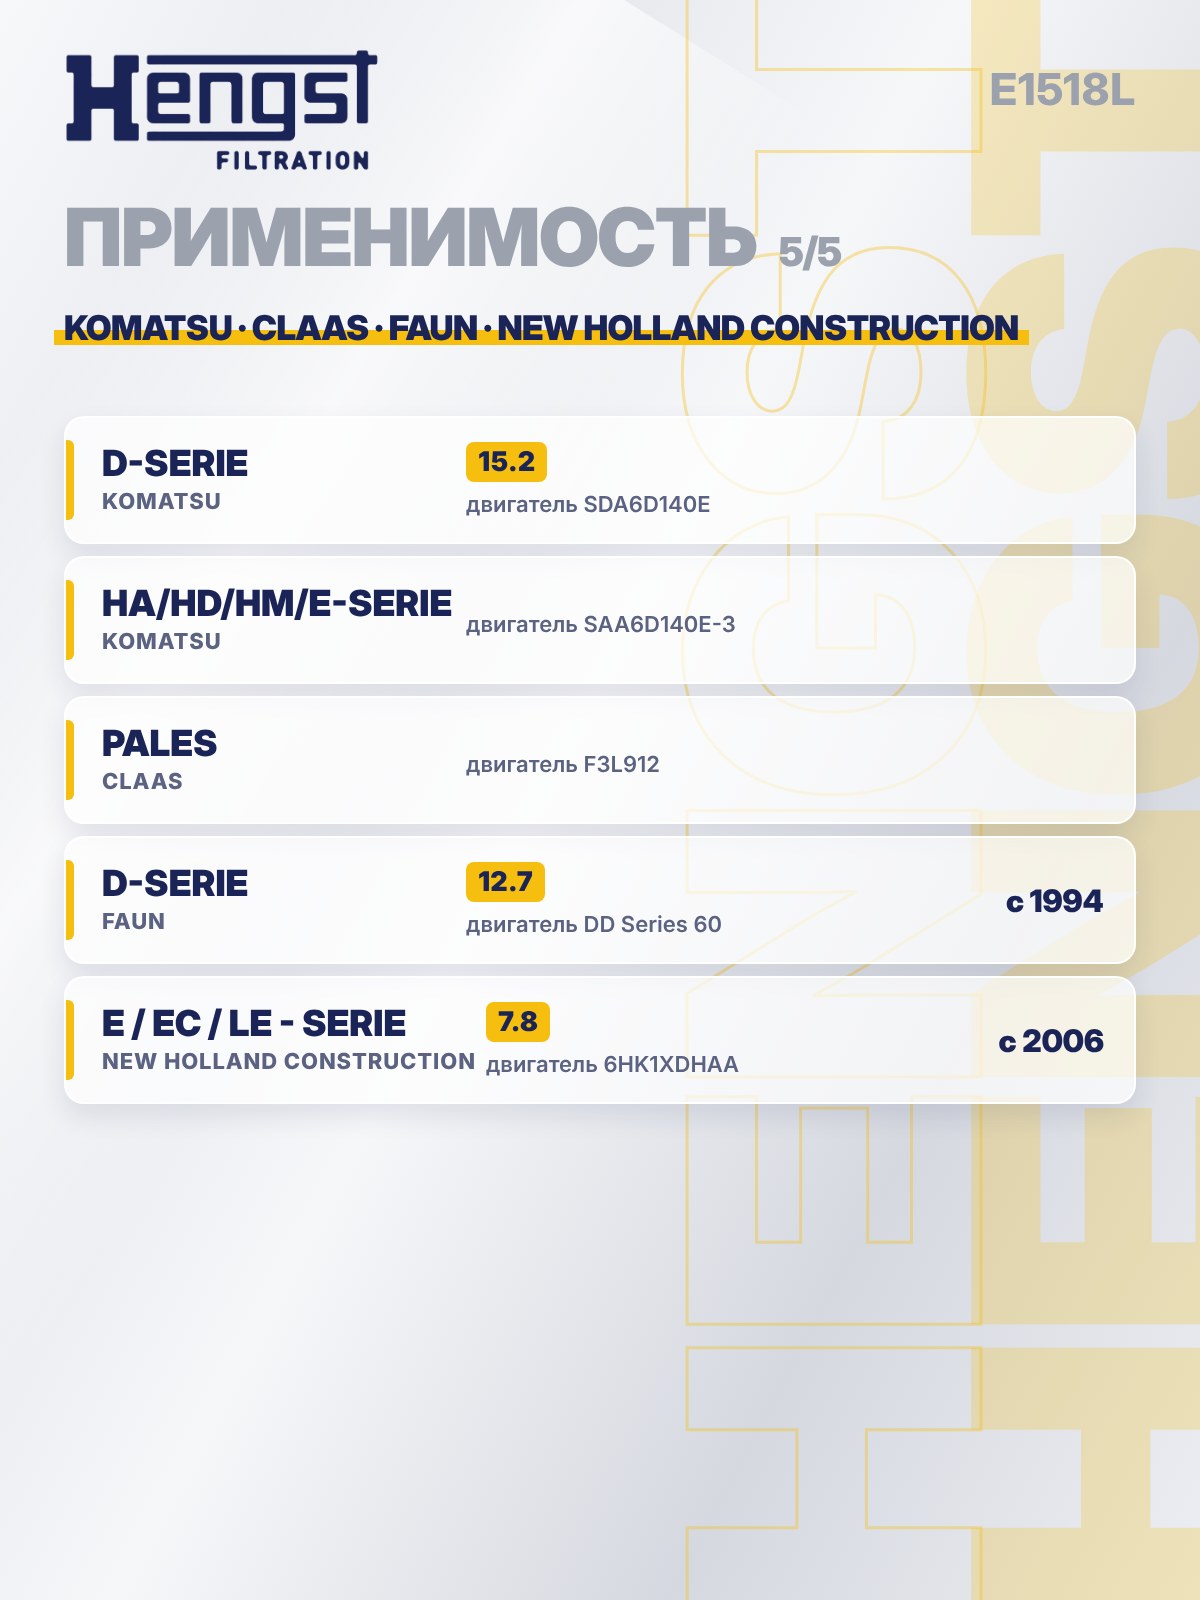 Hengst
FILTRATION
E1518L
ПРИМЕНИМОСТЬ 5/5
KOMATSU · CLAAS · FAUN · NEW HOLLAND CONSTRUCTION
D-SERIE
KOMATSU
15.2
двигатель SDA6D140E
HA/HD/HM/E-SERIE
KOMATSU
двигатель SAA6D140E-3
PALES
CLAAS
двигатель F3L912
D-SERIE
FAUN
12.7
двигатель DD Series 60
с 1994
E / EC / LE - SERIE
NEW HOLLAND CONSTRUCTION
7.8
двигатель 6HK1XDHAA
с 2006
HENGST
HENGST